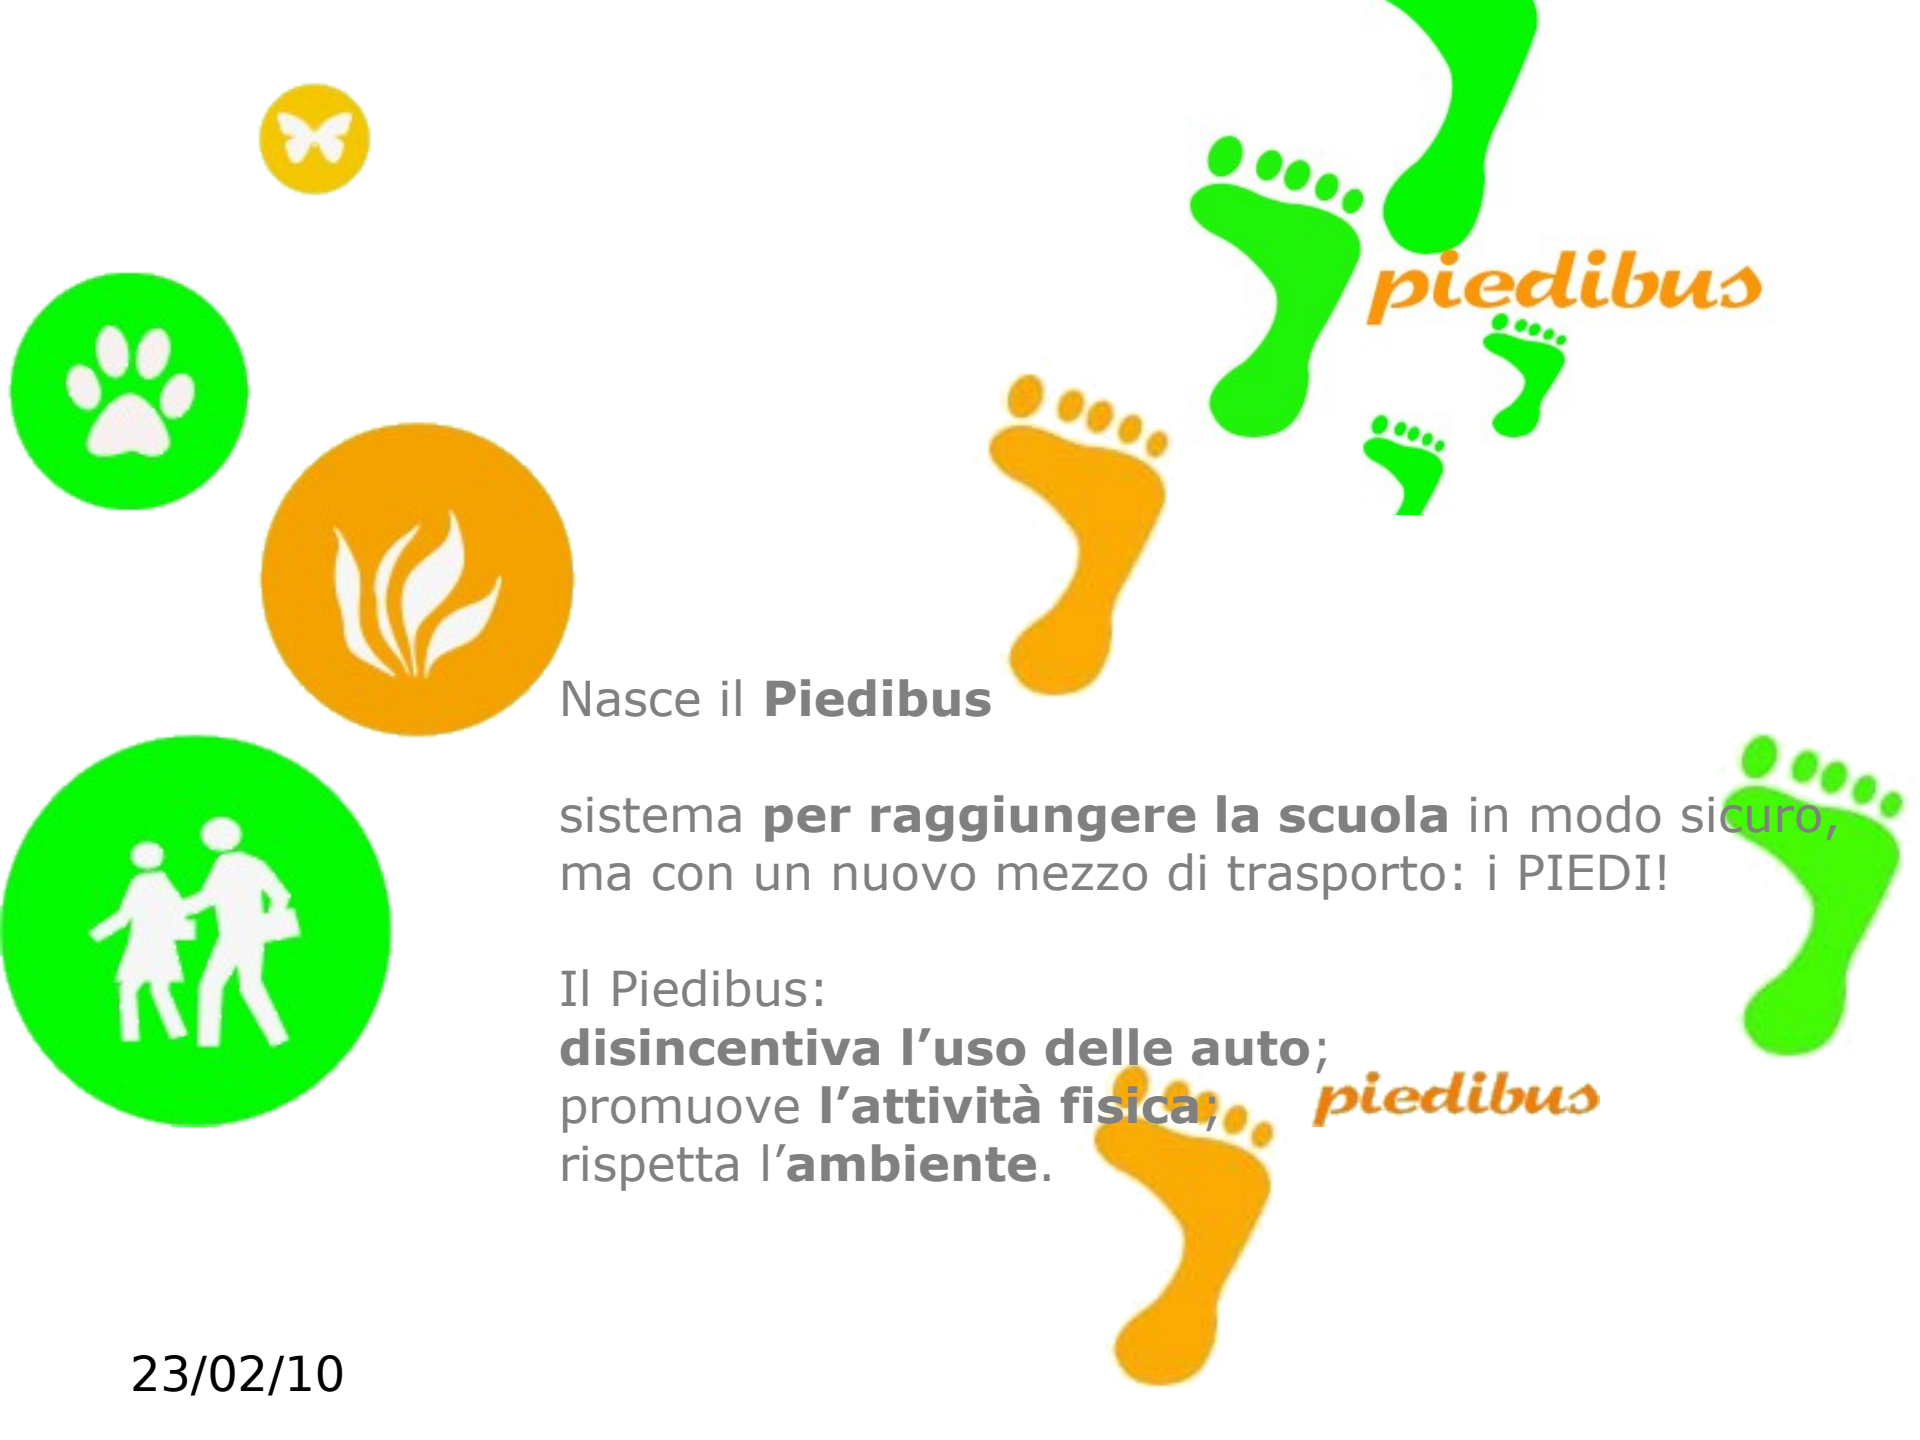 piedibus
Nasce il Piedibus
sistema per raggiungere la scuola in modo sicuro,
ma con un nuovo mezzo di trasporto: i PIEDI!
Il Piedibus:
disincentiva l’uso delle auto;
promuove l’attività fisica;
piedibus
rispetta l’ambiente.
23/02/10